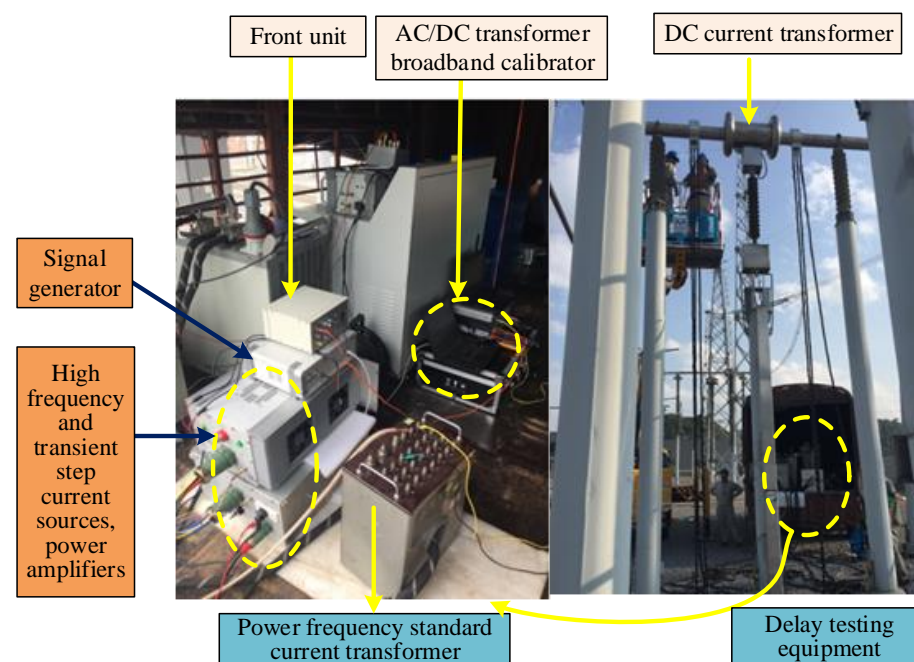 Front unit
AC/DC transformer
broadband calibrator
DC current transformer
Signal
generator
High
frequency
and
transient
step
current
sources,
power
amplifiers
Power frequency standard
current transformer
Delay testing
equipment